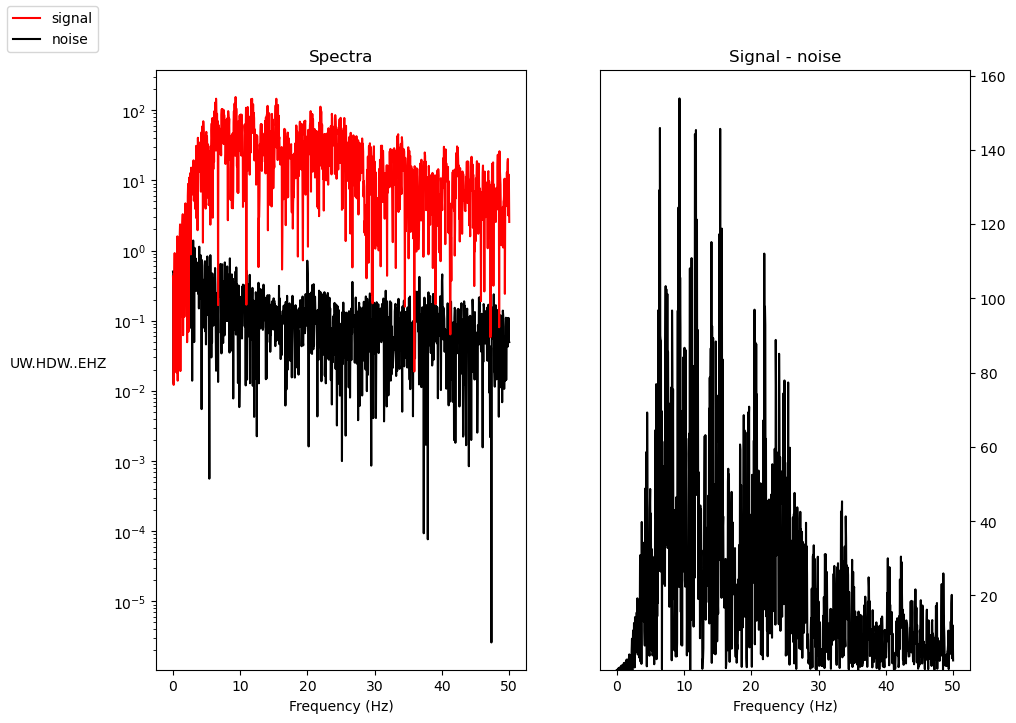 signal
noise
Spectra
Signal - noise
10²
10¹
10⁰
10⁻¹
10⁻²
10⁻³
10⁻⁴
10⁻⁵
UW.HDW..EHZ
0 10 20 30 40 50
Frequency (Hz)
160
140
120
100
80
60
40
20
0 10 20 30 40 50
Frequency (Hz)